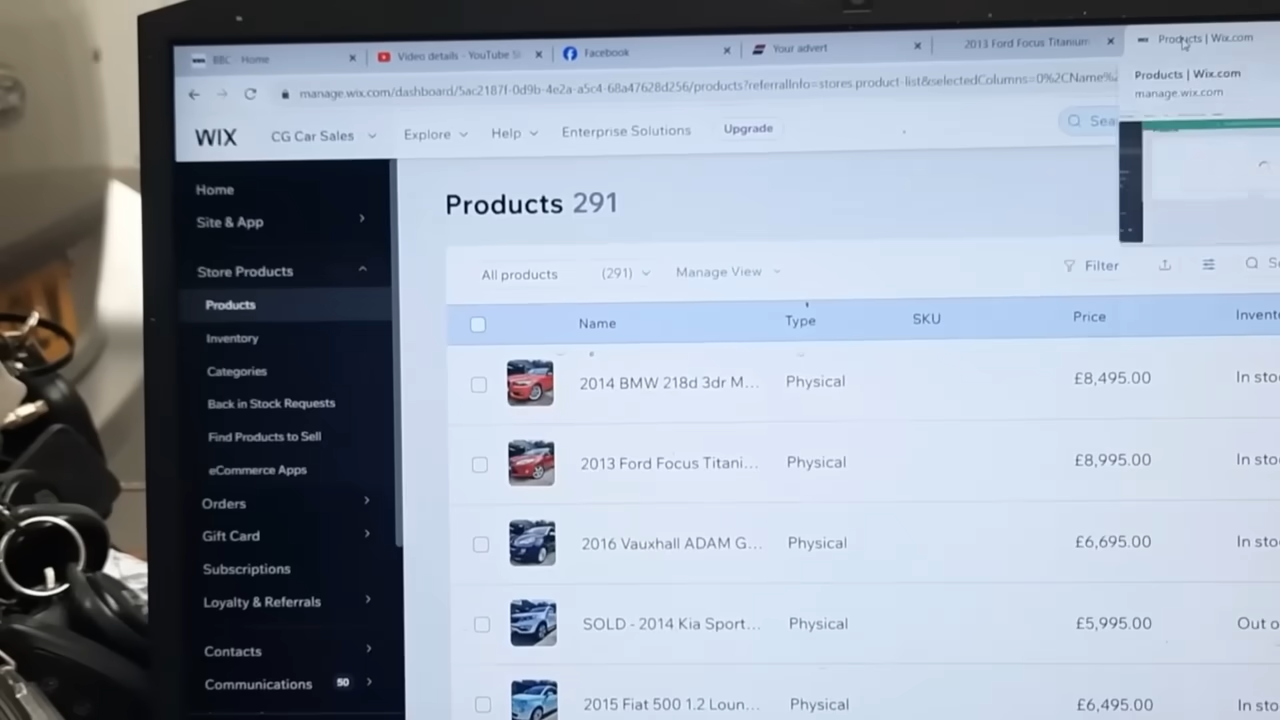 BBC - Home
Video details - YouTube St
Facebook
Your advert
2013 Ford Focus Titanium
Products | Wix.com
manage.wix.com/dashboard/5ac2187f-0d9b-4e2a-a5c4-68a47628d256/products?referralInfo=stores.product-list&selectedColumns=0%2CName%2
Products | Wix.com
manage.wix.com
WIX
CG Car Sales
Explore
Help
Enterprise Solutions
Upgrade
Sea
Home
Site & App
Store Products
Products
Inventory
Categories
Back in Stock Requests
Find Products to Sell
eCommerce Apps
Orders
Gift Card
Subscriptions
Loyalty & Referrals
Contacts
Communications 50
Products 291
All products (291)
Manage View
Filter
Se
Name Type SKU Price Invent
2014 BMW 218d 3dr M... Physical £8,495.00 In sto
2013 Ford Focus Titani... Physical £8,995.00 In sto
2016 Vauxhall ADAM G... Physical £6,695.00 In sto
SOLD - 2014 Kia Sport... Physical £5,995.00 Out o
2015 Fiat 500 1.2 Loun... Physical £6,495.00 In sto